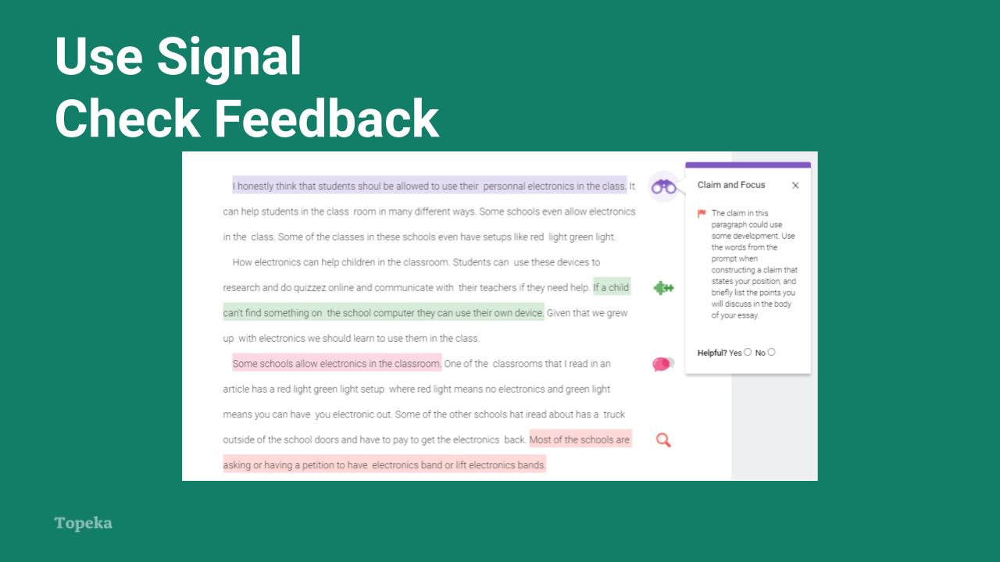 Use Signal
Check Feedback
I honestly think that students shoul be allowed to use their personnal electronics in the class. It
can help students in the class room in many different ways. Some schools even allow electronics
in the class. Some of the classes in these schools even have setups like red light green light.
How electronics can help children in the classroom. Students can use these devices to
research and do quizzez online and communicate with their teachers if they need help. If a child
can't find something on the school computer they can use their own device. Given that we grew
up with electronics we should learn to use them in the class.
Some schools allow electronics in the classroom. One of the classrooms that I read in an
article has a red light green light setup where red light means no electronics and green light
means you can have you electronic out. Some of the other schools hat iread about has a truck
outside of the school doors and have to pay to get the electronics back. Most of the schools are
asking or having a petition to have electronics band or lift electronics bands.
Claim and Focus
The claim in this
paragraph could use
some development. Use
the words from the
prompt when
constructing a claim that
states your position, and
briefly list the points you
will discuss in the body
of your essay.
Helpful? Yes No
Topeka